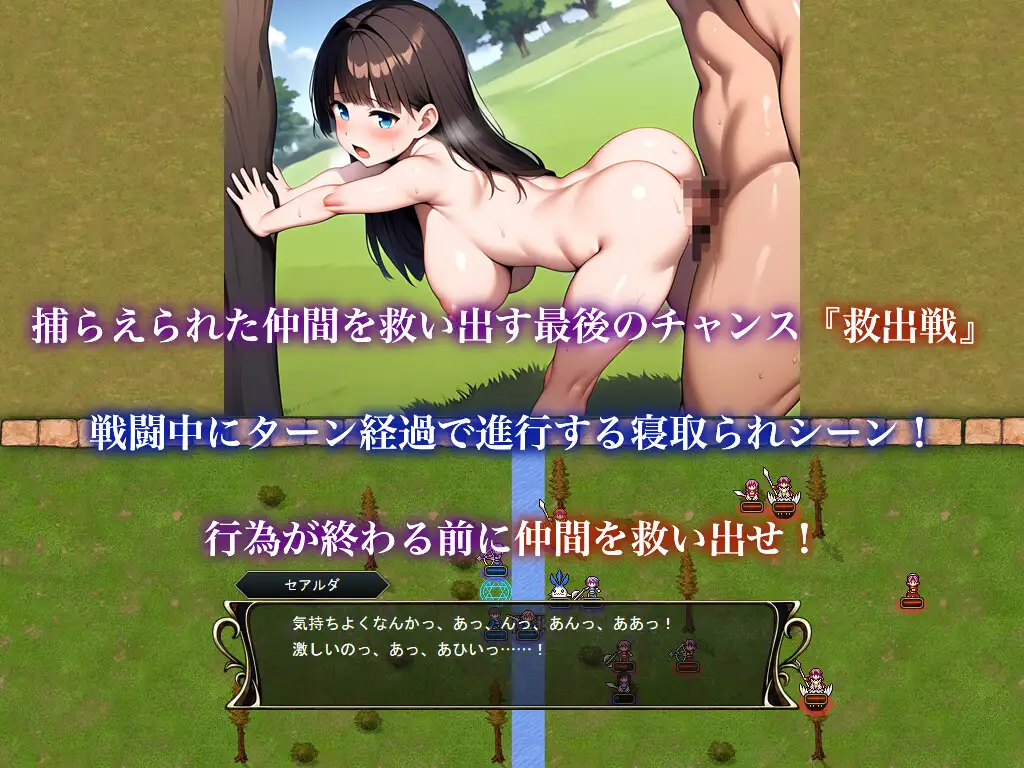 捕らえられた仲間を救い出す最後のチャンス『救出戦』
戦闘中にターン経過で進行する寝取られシーン！
行為が終わる前に仲間を救い出せ！
セアルダ
気持ちよくなんかっ、あっ、んっ、あんっ、ああっ！
激しいのっ、あっ、あひいっ……！